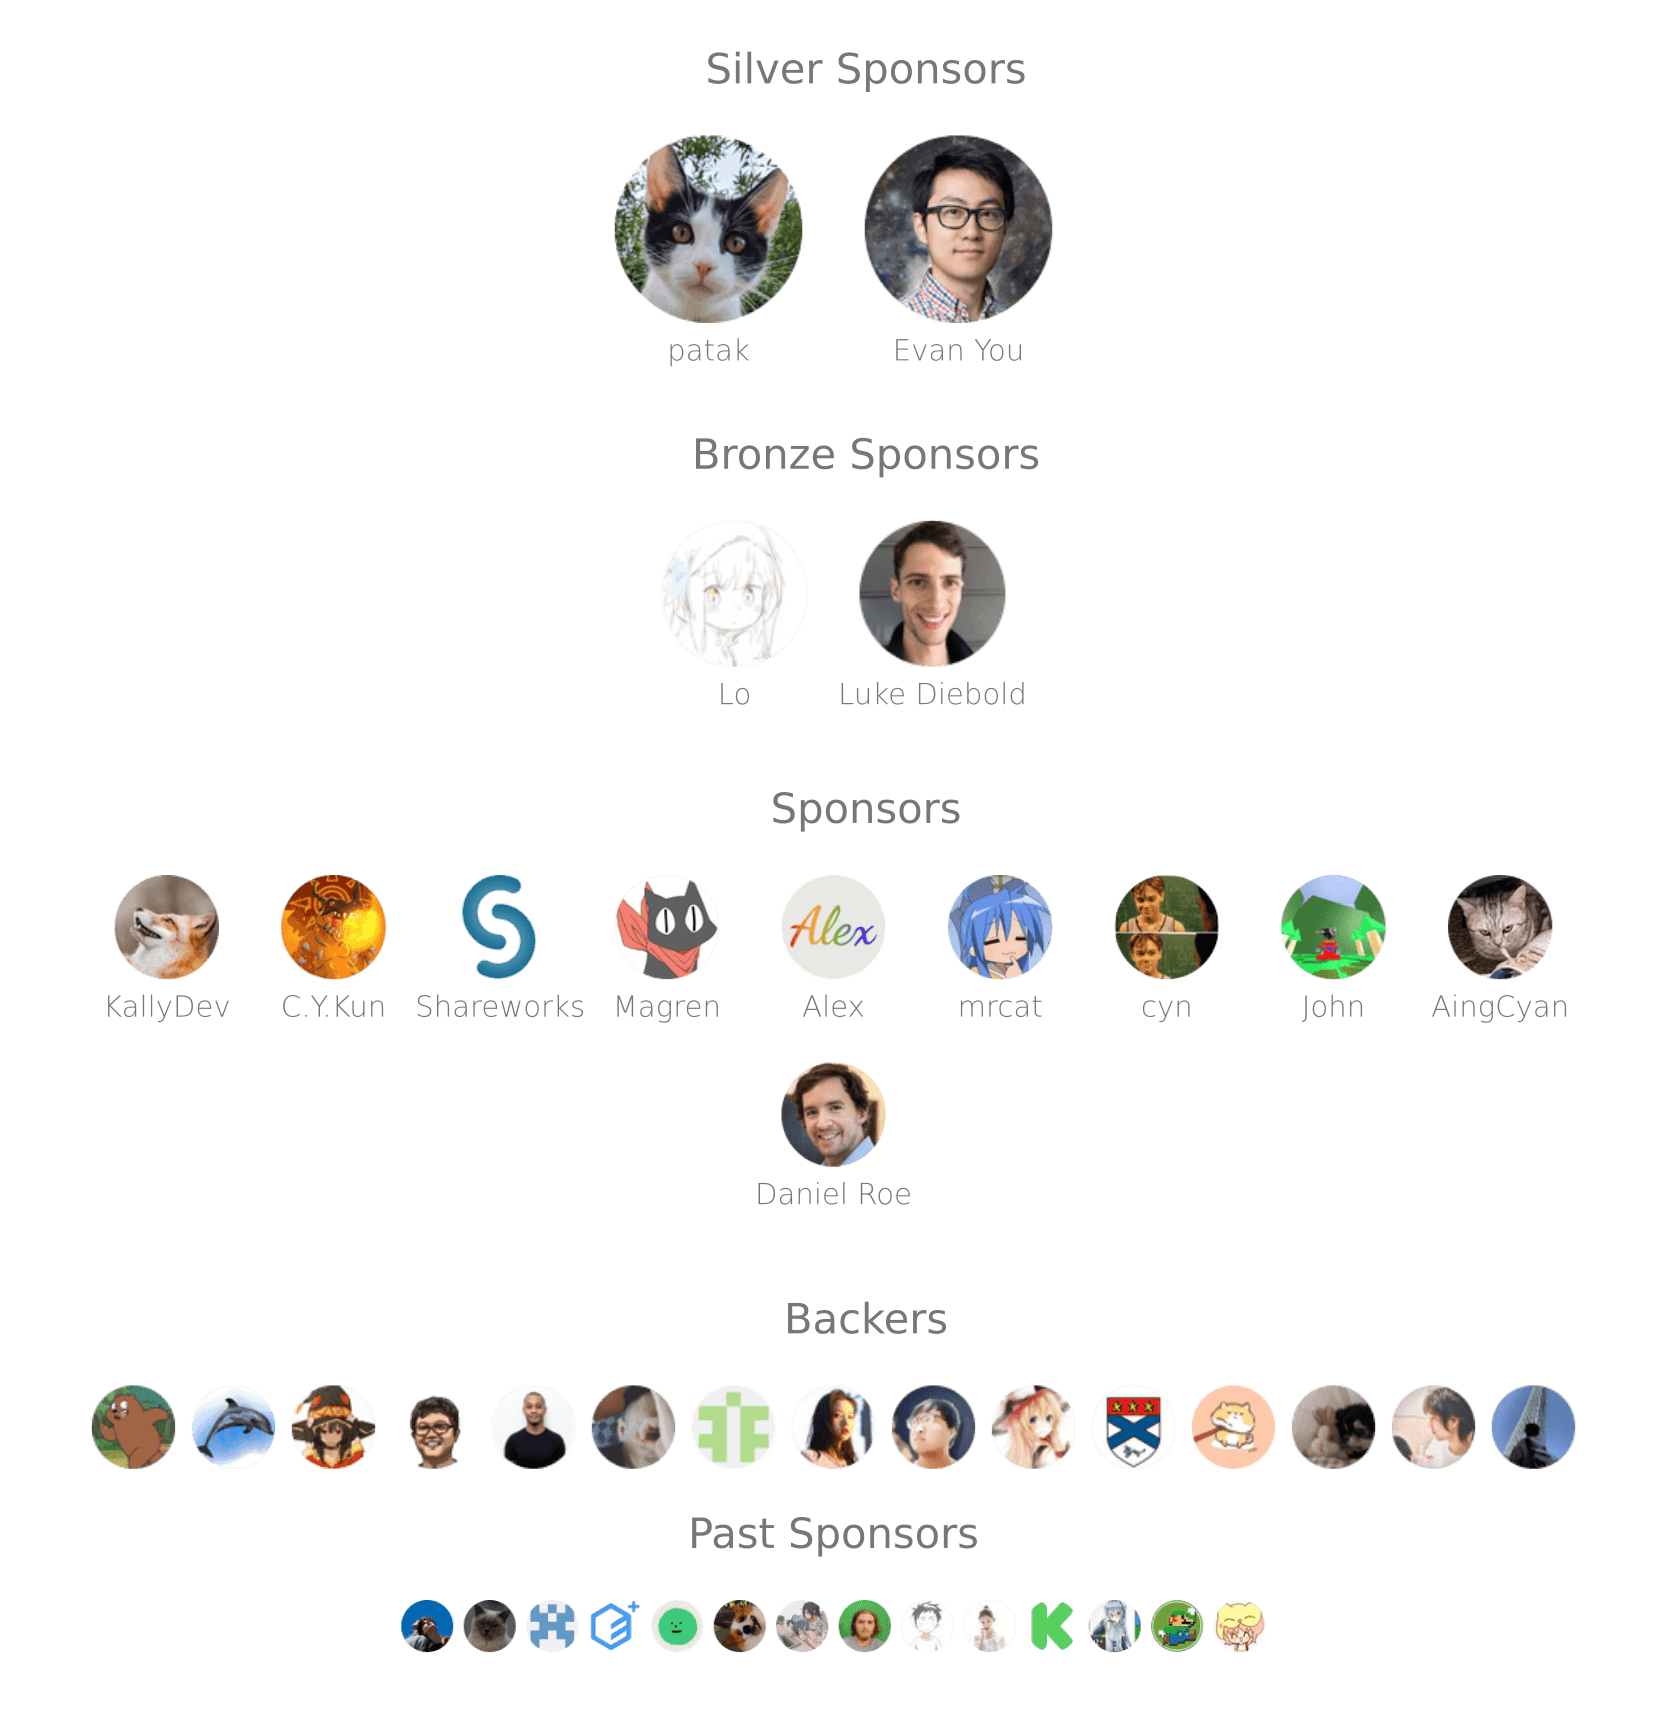 Silver Sponsors
patak Evan You
Bronze Sponsors
Lo Luke Diebold
Sponsors
Alex
KallyDev C.Y.Kun Shareworks Magren Alex mrcat cyn John AingCyan
Daniel Roe
Backers
Past Sponsors